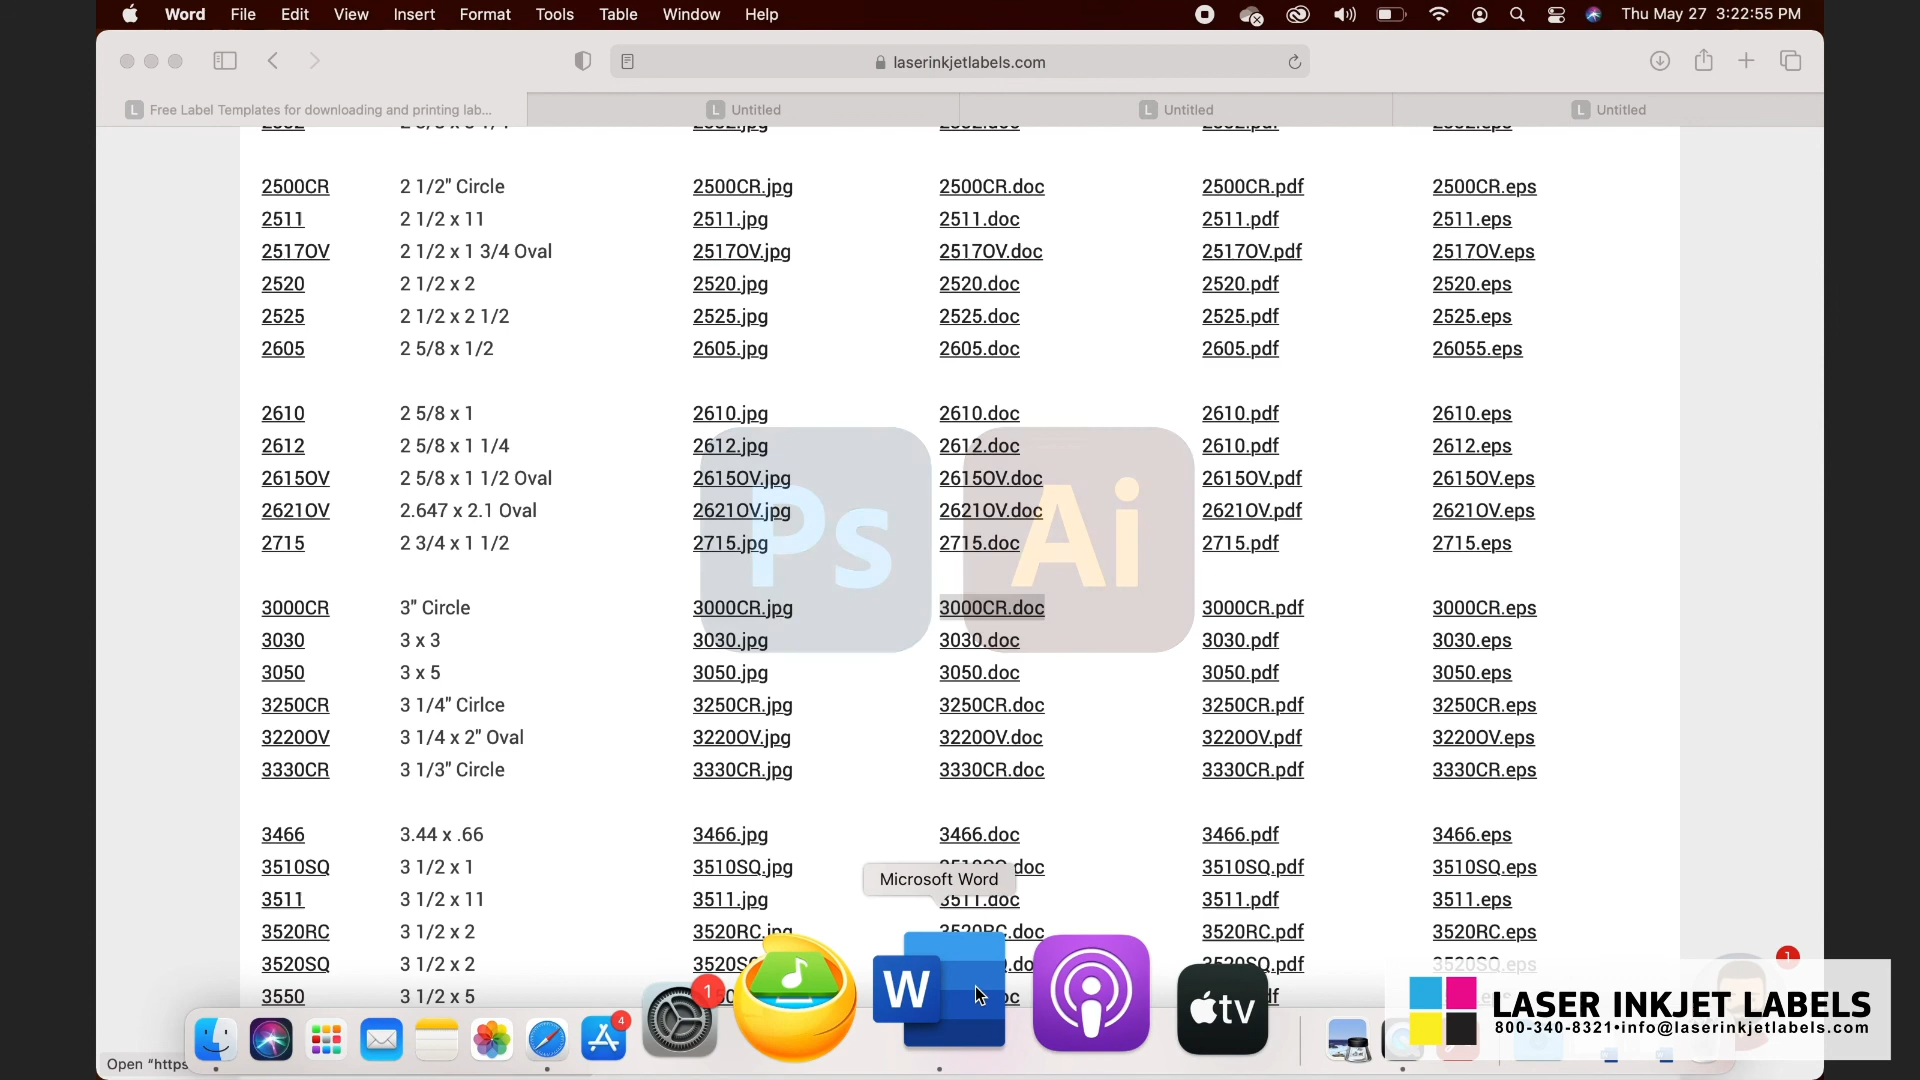 Word File Edit View Insert Format Tools Table Window Help Thu May 27 3:22:55 PM
laserinkjetlabels.com
L Free Label Templates for downloading and printing lab... L Untitled L Untitled L Untitled
2500CR 2 1/2" Circle 2500CR.jpg 2500CR.doc 2500CR.pdf 2500CR.eps
2511 2 1/2 x 11 2511.jpg 2511.doc 2511.pdf 2511.eps
2517OV 2 1/2 x 1 3/4 Oval 2517OV.jpg 2517OV.doc 2517OV.pdf 2517OV.eps
2520 2 1/2 x 2 2520.jpg 2520.doc 2520.pdf 2520.eps
2525 2 1/2 x 2 1/2 2525.jpg 2525.doc 2525.pdf 2525.eps
2605 2 5/8 x 1/2 2605.jpg 2605.doc 2605.pdf 26055.eps
2610 2 5/8 x 1 2610.jpg 2610.doc 2610.pdf 2610.eps
2612 2 5/8 x 1 1/4 2612.jpg 2612.doc 2610.pdf 2612.eps
2615OV 2 5/8 x 1 1/2 Oval 2615OV.jpg 2615OV.doc 2615OV.pdf 2615OV.eps
2621OV 2.647 x 2.1 Oval 2621OV.jpg 2621OV.doc 2621OV.pdf 2621OV.eps
Ps Ai
2715 2 3/4 x 1 1/2 2715.jpg 2715.doc 2715.pdf 2715.eps
3000CR 3" Circle 3000CR.jpg 3000CR.doc 3000CR.pdf 3000CR.eps
3030 3 x 3 3030.jpg 3030.doc 3030.pdf 3030.eps
3050 3 x 5 3050.jpg 3050.doc 3050.pdf 3050.eps
3250CR 3 1/4" Cirlce 3250CR.jpg 3250CR.doc 3250CR.pdf 3250CR.eps
3220OV 3 1/4 x 2" Oval 3220OV.jpg 3220OV.doc 3220OV.pdf 3220OV.eps
3330CR 3 1/3" Circle 3330CR.jpg 3330CR.doc 3330CR.pdf 3330CR.eps
3466 3.44 x .66 3466.jpg 3466.doc 3466.pdf 3466.eps
3510SQ 3 1/2 x 1 3510SQ.jpg 3510SQ.doc 3510SQ.pdf 3510SQ.eps
Microsoft Word
3511 3 1/2 x 11 3511.jpg 3511.doc 3511.pdf 3511.eps
3520RC 3 1/2 x 2 3520RC.jpg 3520RC.doc 3520RC.pdf 3520RC.eps
3520SQ 3 1/2 x 2 3520SQ.pdf 3520SQ.eps
3550 3 1/2 x 5
1 W tv 4 1
LASER INKJET LABELS
800-340-8321•info@laserinkjetlabels.com
Open "https